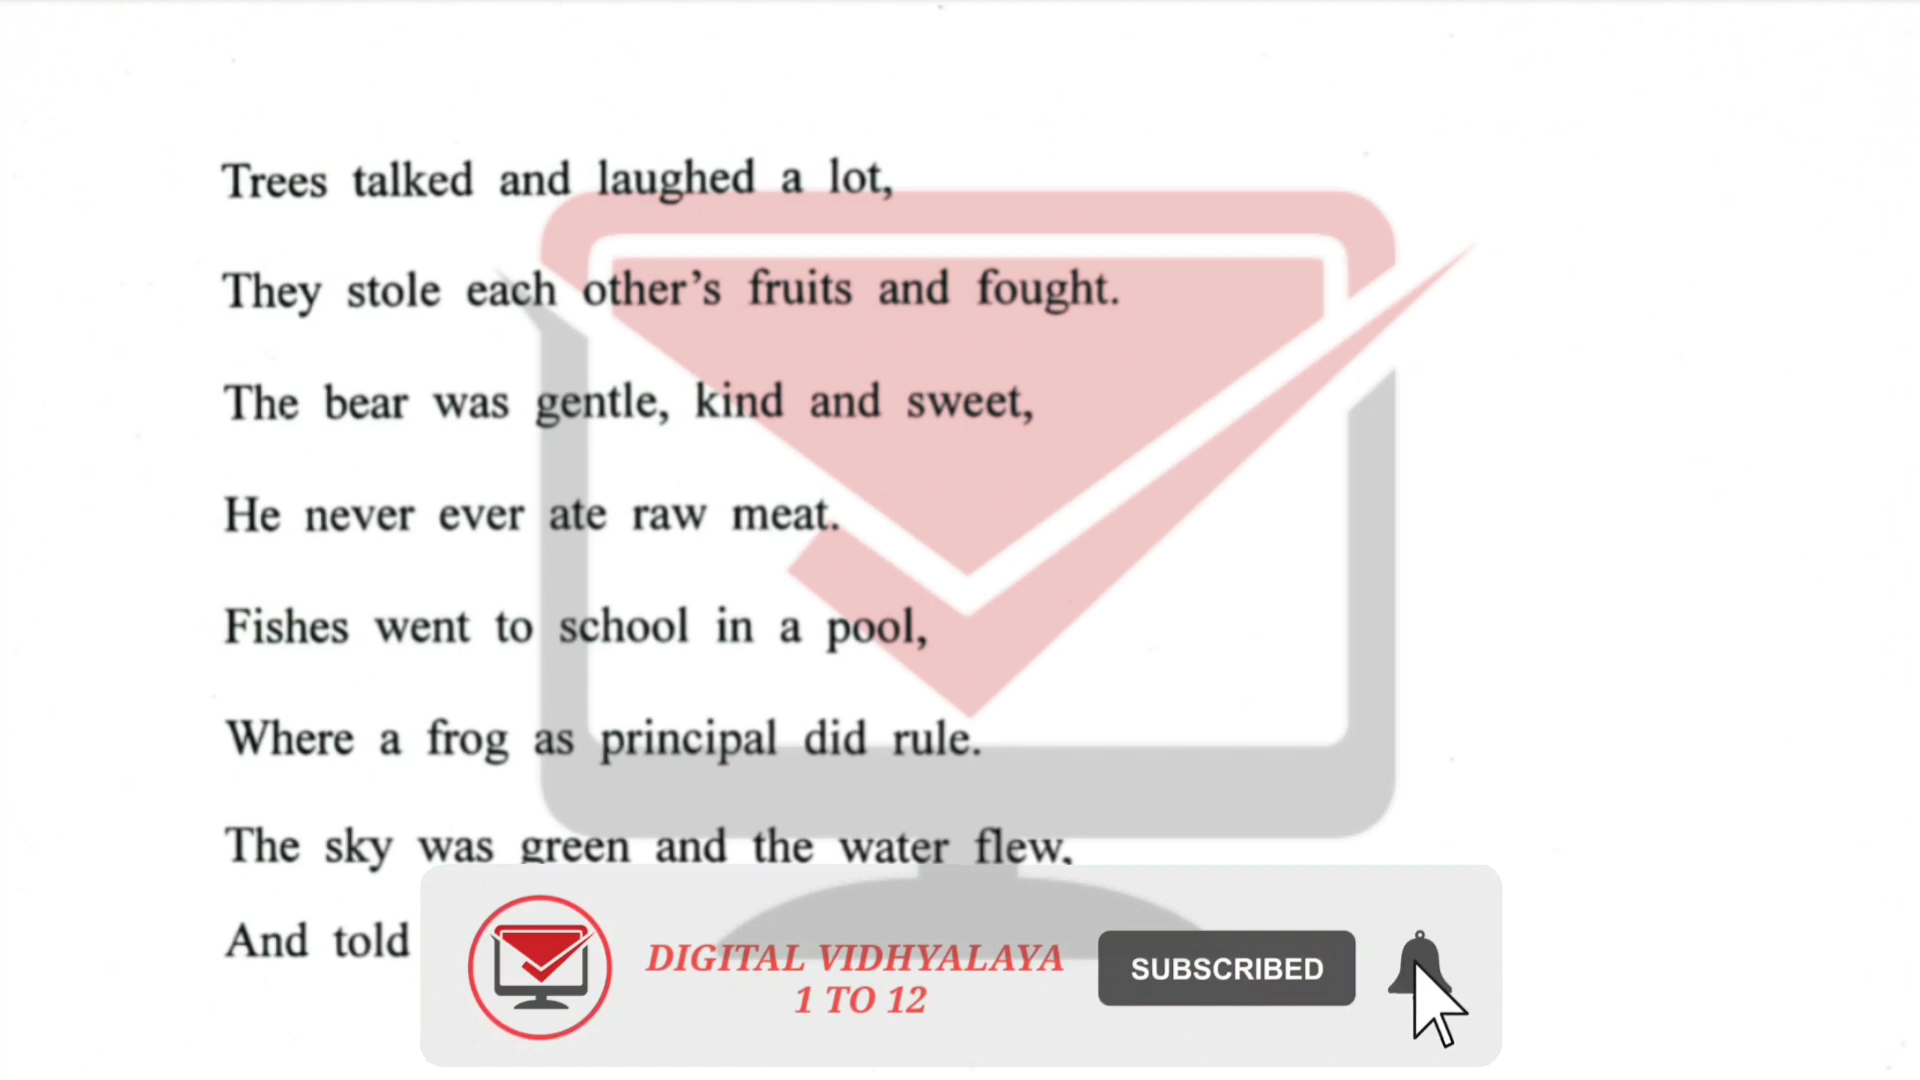 Trees talked and laughed a lot,
They stole each other's fruits and fought.
The bear was gentle, kind and sweet,
He never ever ate raw meat.
Fishes went to school in a pool,
Where a frog as principal did rule.
The sky was green and the water flew,
And told
DIGITAL VIDHYALAYA
1 TO 12
SUBSCRIBED